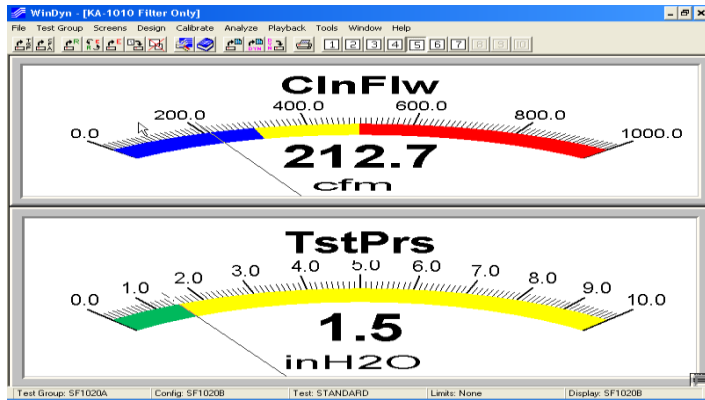 WinDyn - [KA-1010 Filter Only]
File Test Group Screens Design Calibrate Analyze Playback Tools Window Help
1 2 3 4 5 6 7 8 9 10
ClnFlw
0.0 200.0 400.0 600.0 800.0 1000.0
212.7
cfm
TstPrs
0.0 1.0 2.0 3.0 4.0 5.0 6.0 7.0 8.0 9.0 10.0
1.5
inH2O
Test Group: SF1020A Config: SF1020B Test: STANDARD Limits: None Display: SF1020B